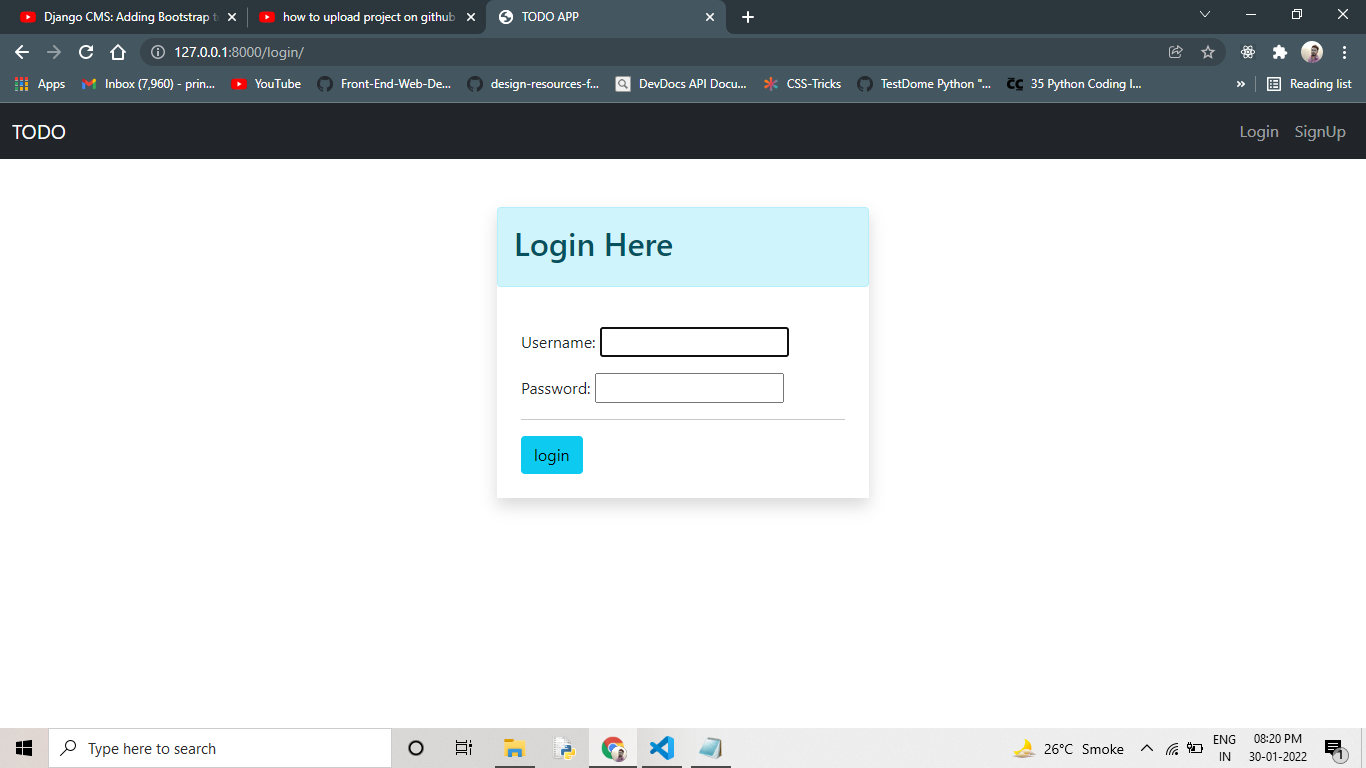 Django CMS: Adding Bootstrap t
how to upload project on github
TODO APP
127.0.0.1:8000/login/
Apps
Inbox (7,960) - prin...
YouTube
Front-End-Web-De...
design-resources-f...
DevDocs API Docu...
CSS-Tricks
TestDome Python "...
35 Python Coding I...
»
Reading list
TODO
Login
SignUp
Login Here
Username:
Password:
login
Type here to search
26°C Smoke
ENG
IN
08:20 PM
30-01-2022
1